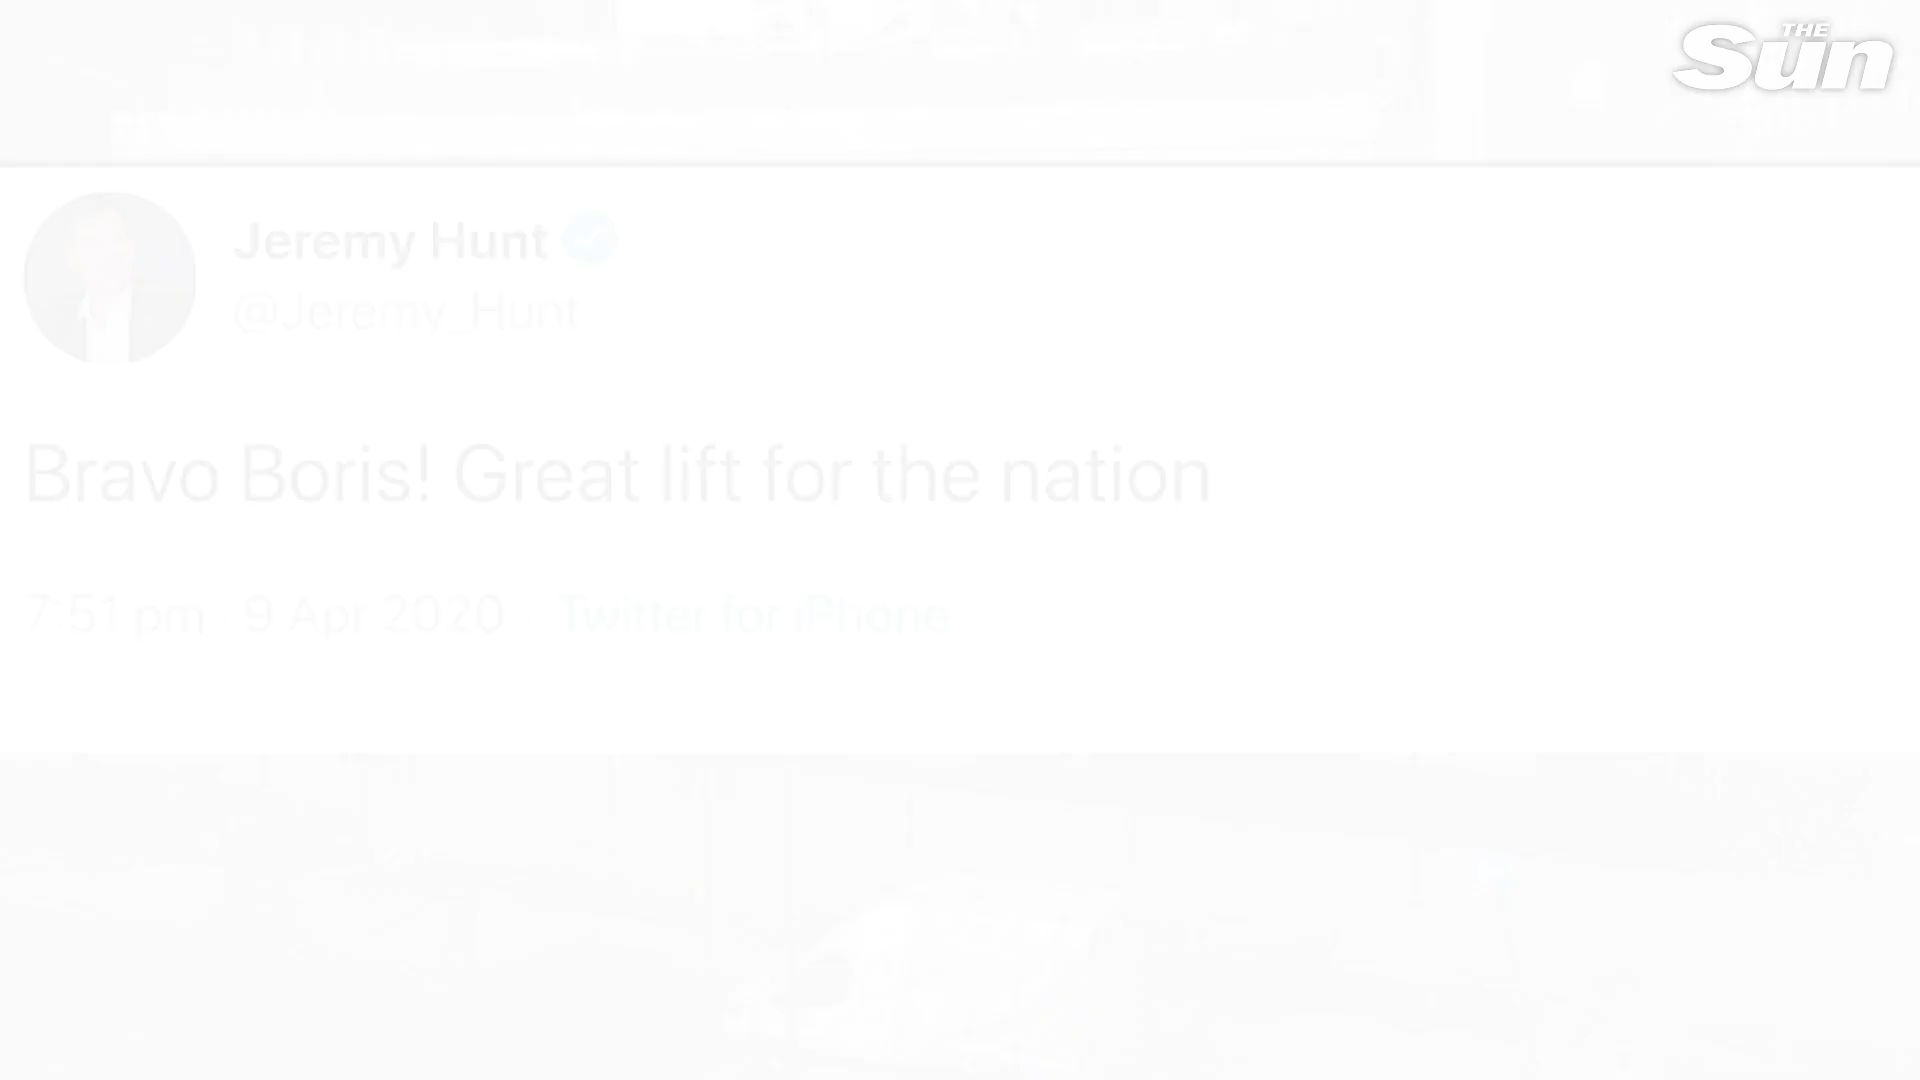 THE
Sun
Jeremy Hunt
@Jeremy_Hunt
Bravo Boris! Great lift for the nation
7:51 pm 9 Apr 2020 Twitter for iPhone